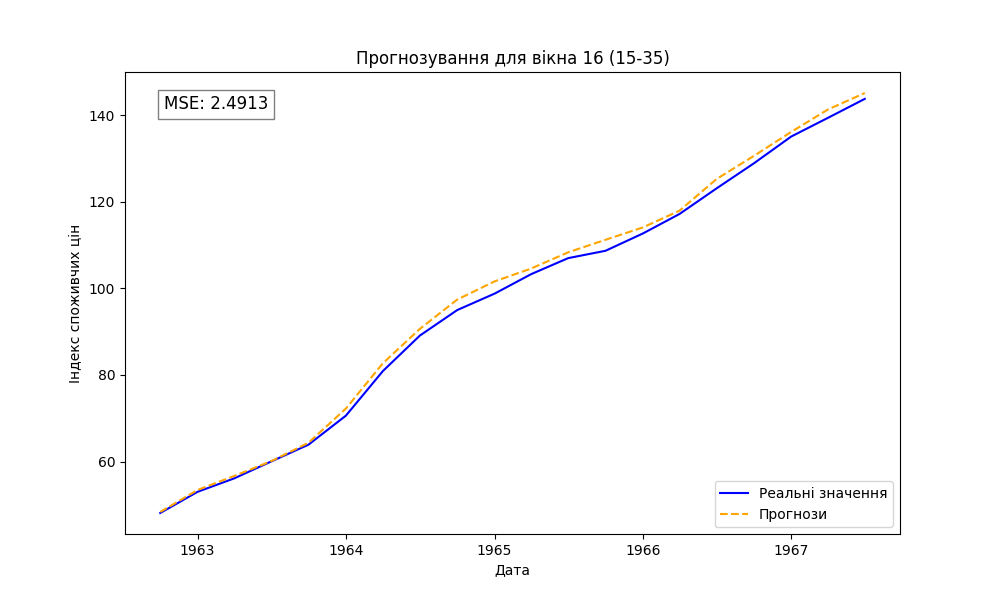 Прогнозування для вікна 16 (15-35)
MSE: 2.4913
Індекс споживчих цін
140
120
100
80
60
Реальні значення
Прогнози
1963
1964
1965
1966
1967
Дата